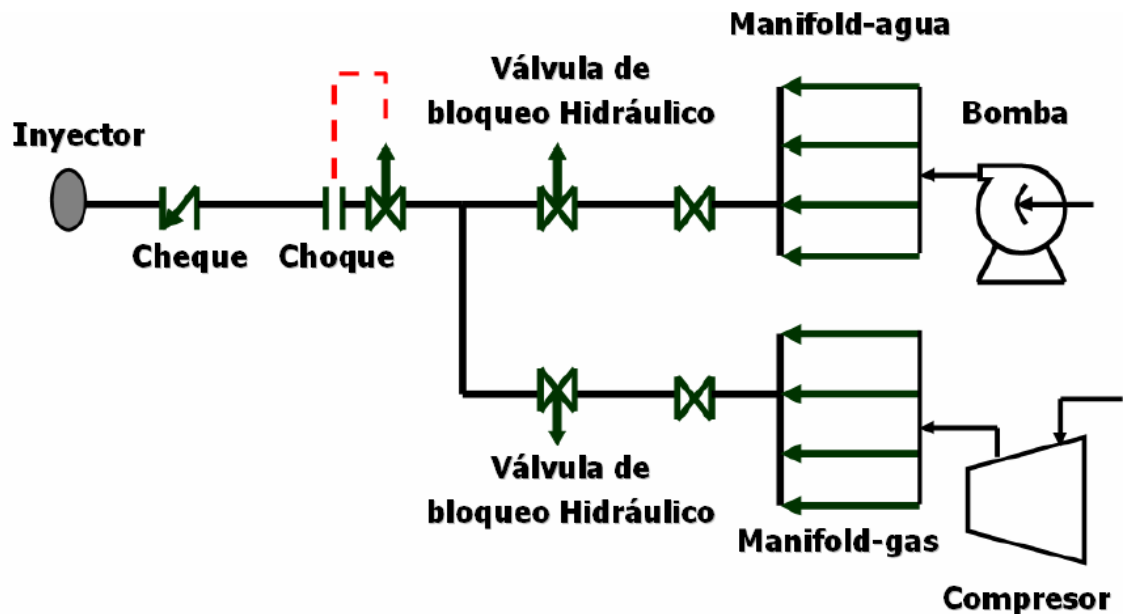 Manifold-agua
Válvula de
bloqueo Hidráulico
Bomba
Inyector
Cheque
Choque
Válvula de
bloqueo Hidráulico
Manifold-gas
Compresor